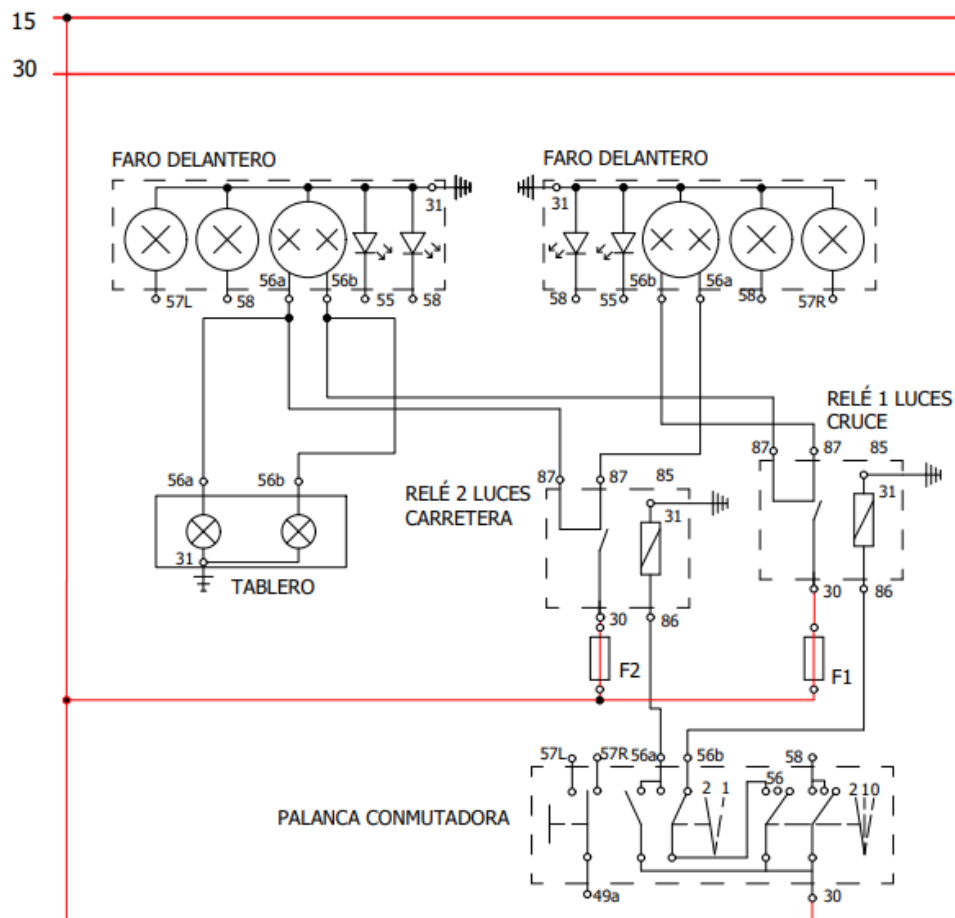 15
30
FARO DELANTERO
FARO DELANTERO
31
31
56a
56b
56b
56a
57L
58
55
58
58
55
58
57R
RELÉ 1 LUCES
CRUCE
87
87
85
31
56a
56b
RELÉ 2 LUCES
CARRETERA
87
87
85
31
31
TABLERO
30
86
30
86
F2
F1
57L
57R
56a
56b
58
2 1
56
2 1 0
PALANCA CONMUTADORA
49a
30